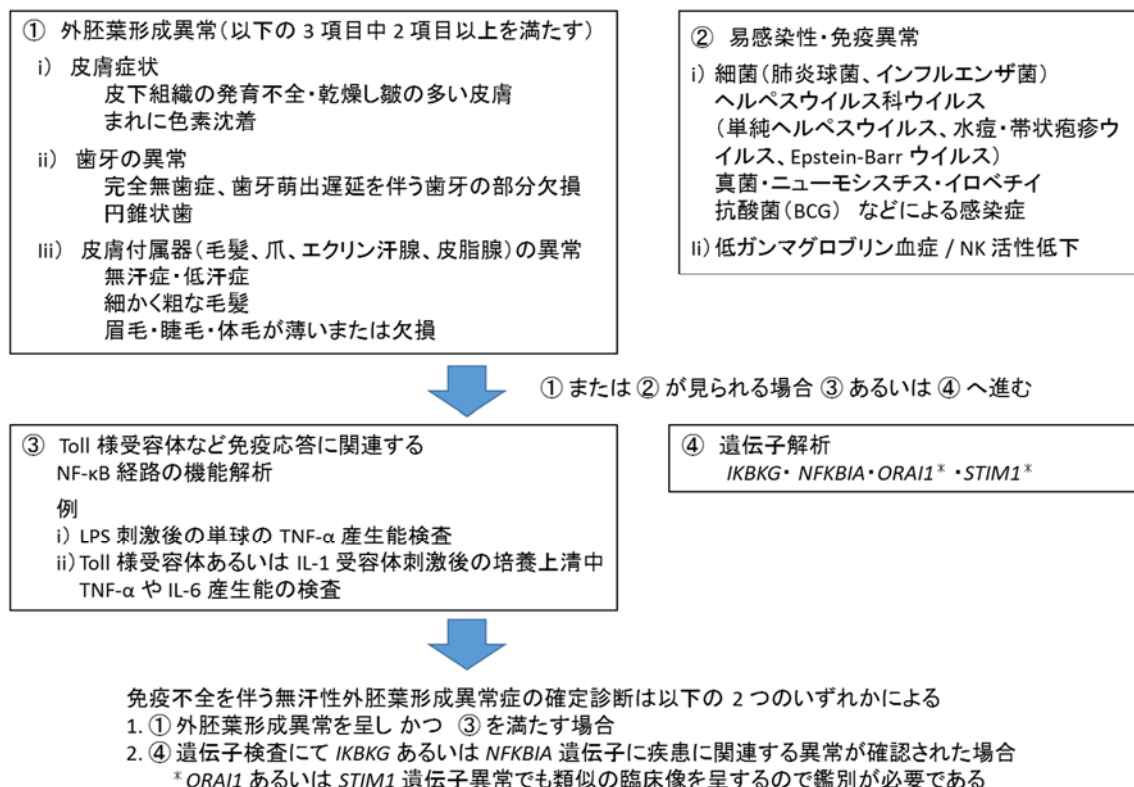 ① 外胚葉形成異常(以下の 3 項目中 2 項目以上を満たす)
i) 皮膚症状
皮下組織の発育不全・乾燥し皺の多い皮膚
まれに色素沈着
ii) 歯牙の異常
完全無歯症、歯牙萌出遅延を伴う歯牙の部分欠損
円錐状歯
Iii) 皮膚付属器(毛髪、爪、エクリン汗腺、皮脂腺)の異常
無汗症・低汗症
細かく粗な毛髪
眉毛・睫毛・体毛が薄いまたは欠損
② 易感染性・免疫異常
i) 細菌(肺炎球菌、インフルエンザ菌)
ヘルペスウイルス科ウイルス
(単純ヘルペスウイルス、水痘・帯状疱疹ウ
イルス、Epstein-Barr ウイルス)
真菌・ニューモシスチス・イロベチイ
抗酸菌(BCG) などによる感染症
Ii) 低ガンマグロブリン血症 / NK 活性低下
① または ② が見られる場合 ③ あるいは ④ へ進む
③ Toll 様受容体など免疫応答に関連する
NF-κB 経路の機能解析
例
i) LPS 刺激後の単球の TNF-α 産生能検査
ii) Toll 様受容体あるいは IL-1 受容体刺激後の培養上清中
TNF-α や IL-6 産生能の検査
④ 遺伝子解析
IKBKG・ NFKBIA・ORAI1* ・STIM1*
免疫不全を伴う無汗性外胚葉形成異常症の確定診断は以下の 2 つのいずれかによる
1. ① 外胚葉形成異常を呈し かつ ③ を満たす場合
2. ④ 遺伝子検査にて IKBKG あるいは NFKBIA 遺伝子に疾患に関連する異常が確認された場合
* ORAI1 あるいは STIM1 遺伝子異常でも類似の臨床像を呈するので鑑別が必要である